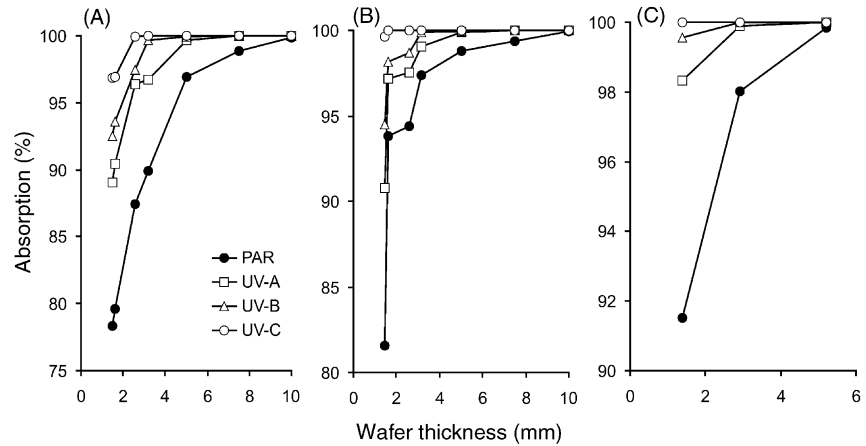 (A)
(B)
(C)
100
95
90
85
80
75
100
95
90
85
80
100
98
96
94
92
90
Absorption (%)
PAR
UV-A
UV-B
UV-C
0 2 4 6 8 10
0 2 4 6 8 10
0 2 4 6
Wafer thickness (mm)